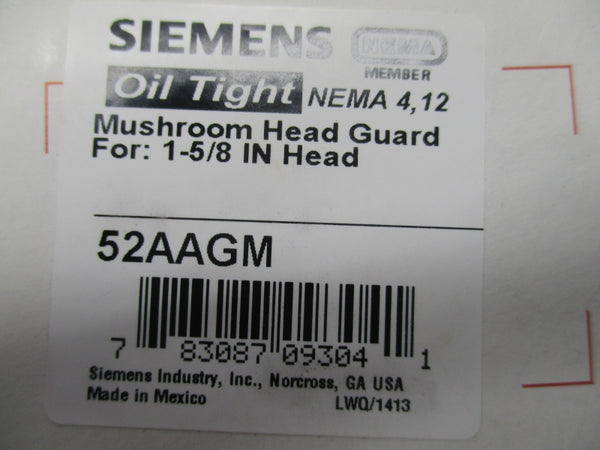 SIEMENS
NEMA
MEMBER
Oil Tight NEMA 4,12
Mushroom Head Guard
For: 1-5/8 IN Head
52AAGM
7 83087 09304 1
Siemens Industry, Inc., Norcross, GA USA
Made in Mexico LWQ/1413